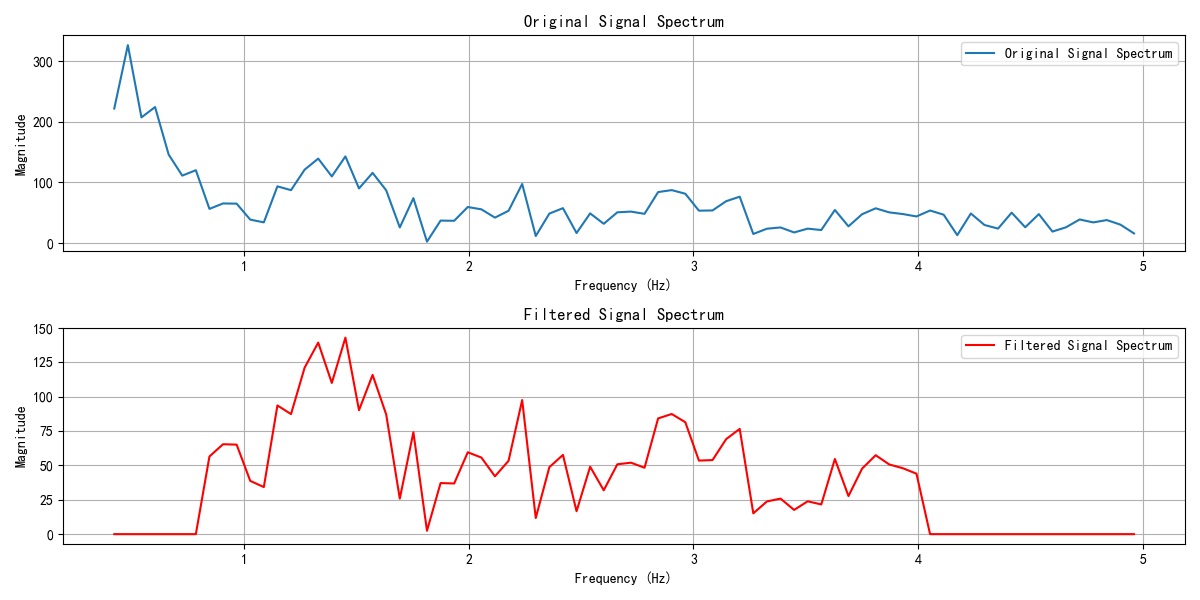 Original Signal Spectrum
300
200
100
0
Magnitude
Original Signal Spectrum
1 2 3 4 5
Frequency (Hz)
Filtered Signal Spectrum
150
125
100
75
50
25
0
Magnitude
Filtered Signal Spectrum
1 2 3 4 5
Frequency (Hz)